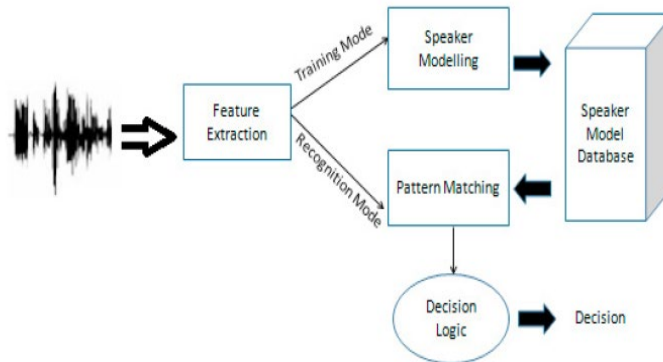 Training Mode
Speaker
Modelling
Feature
Extraction
Speaker
Model
Database
Recognition Mode
Pattern Matching
Decision
Logic
Decision